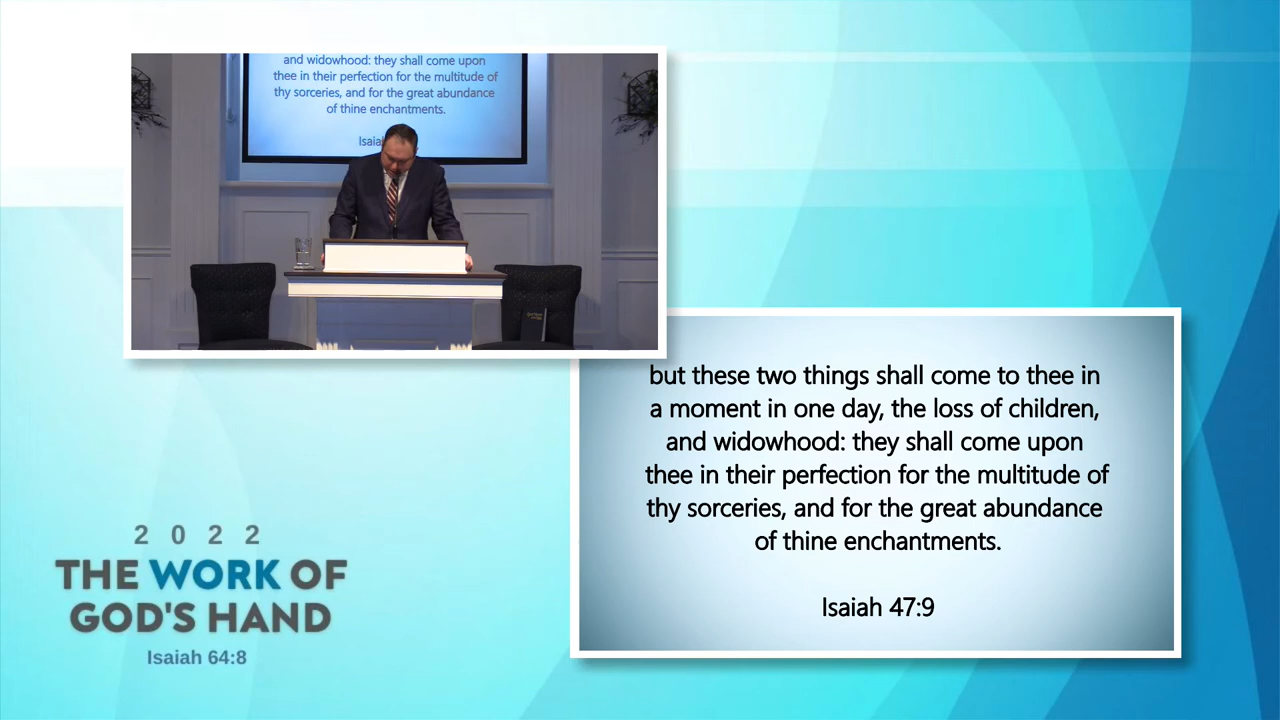 and widowhood: they shall come upon
thee in their perfection for the multitude of
thy sorceries, and for the great abundance
of thine enchantments.
Isaiah
but these two things shall come to thee in
a moment in one day, the loss of children,
and widowhood: they shall come upon
thee in their perfection for the multitude of
thy sorceries, and for the great abundance
of thine enchantments.
Isaiah 47:9
2022
THE WORK OF
GOD'S HAND
Isaiah 64:8